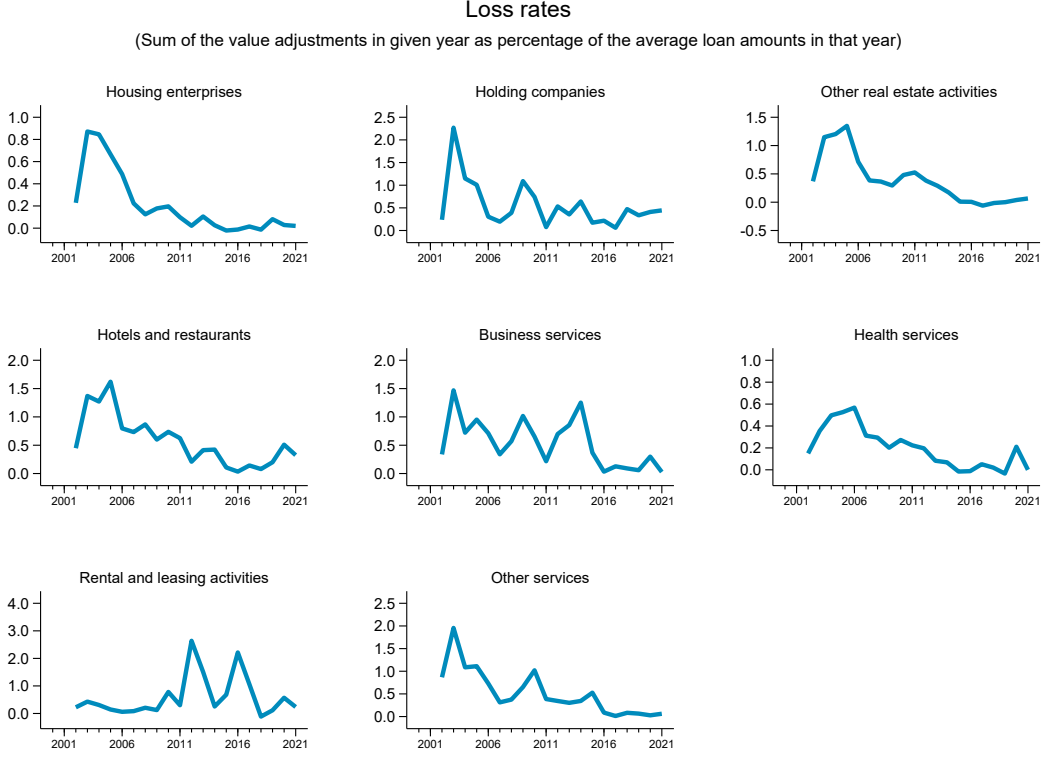 Loss rates
(Sum of the value adjustments in given year as percentage of the average loan amounts in that year)
Housing enterprises
1.0
0.8
0.6
0.4
0.2
0.0
2001 2006 2011 2016 2021
Holding companies
2.5
2.0
1.5
1.0
0.5
0.0
2001 2006 2011 2016 2021
Other real estate activities
1.5
1.0
0.5
0.0
-0.5
2001 2006 2011 2016 2021
Hotels and restaurants
2.0
1.5
1.0
0.5
0.0
2001 2006 2011 2016 2021
Business services
2.0
1.5
1.0
0.5
0.0
2001 2006 2011 2016 2021
Health services
1.0
0.8
0.6
0.4
0.2
0.0
2001 2006 2011 2016 2021
Rental and leasing activities
4.0
3.0
2.0
1.0
0.0
2001 2006 2011 2016 2021
Other services
2.5
2.0
1.5
1.0
0.5
0.0
2001 2006 2011 2016 2021